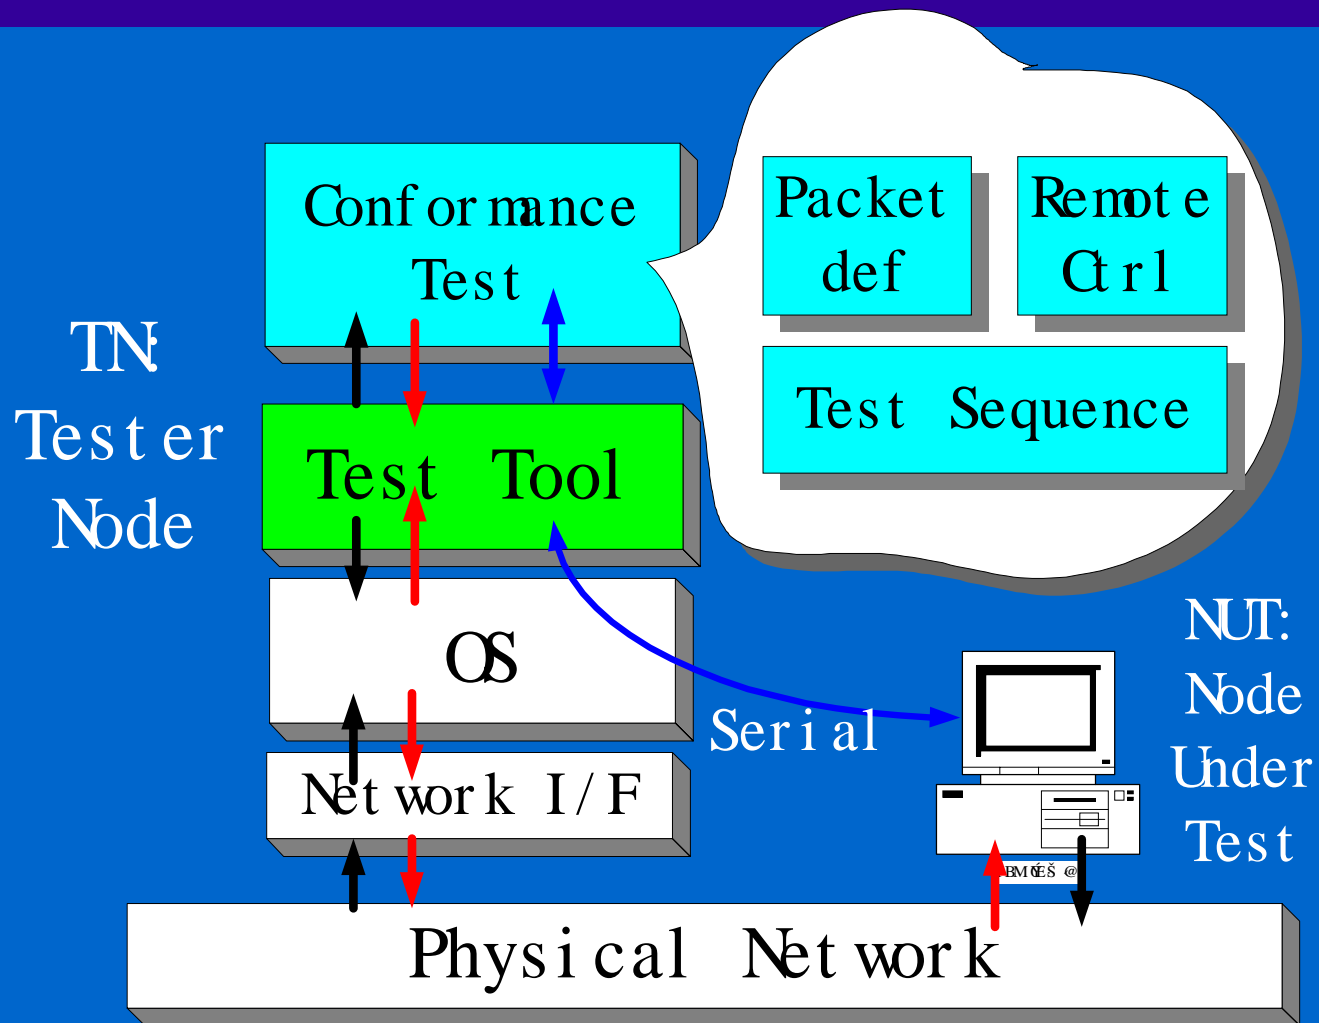 Conformance
Test
Packet
def
Remote
Ctrl
Test Sequence
TN:
Tester
Node
Test Tool
OS
Serial
NUT:
Node
Under
Test
Network I/F
Physical Network